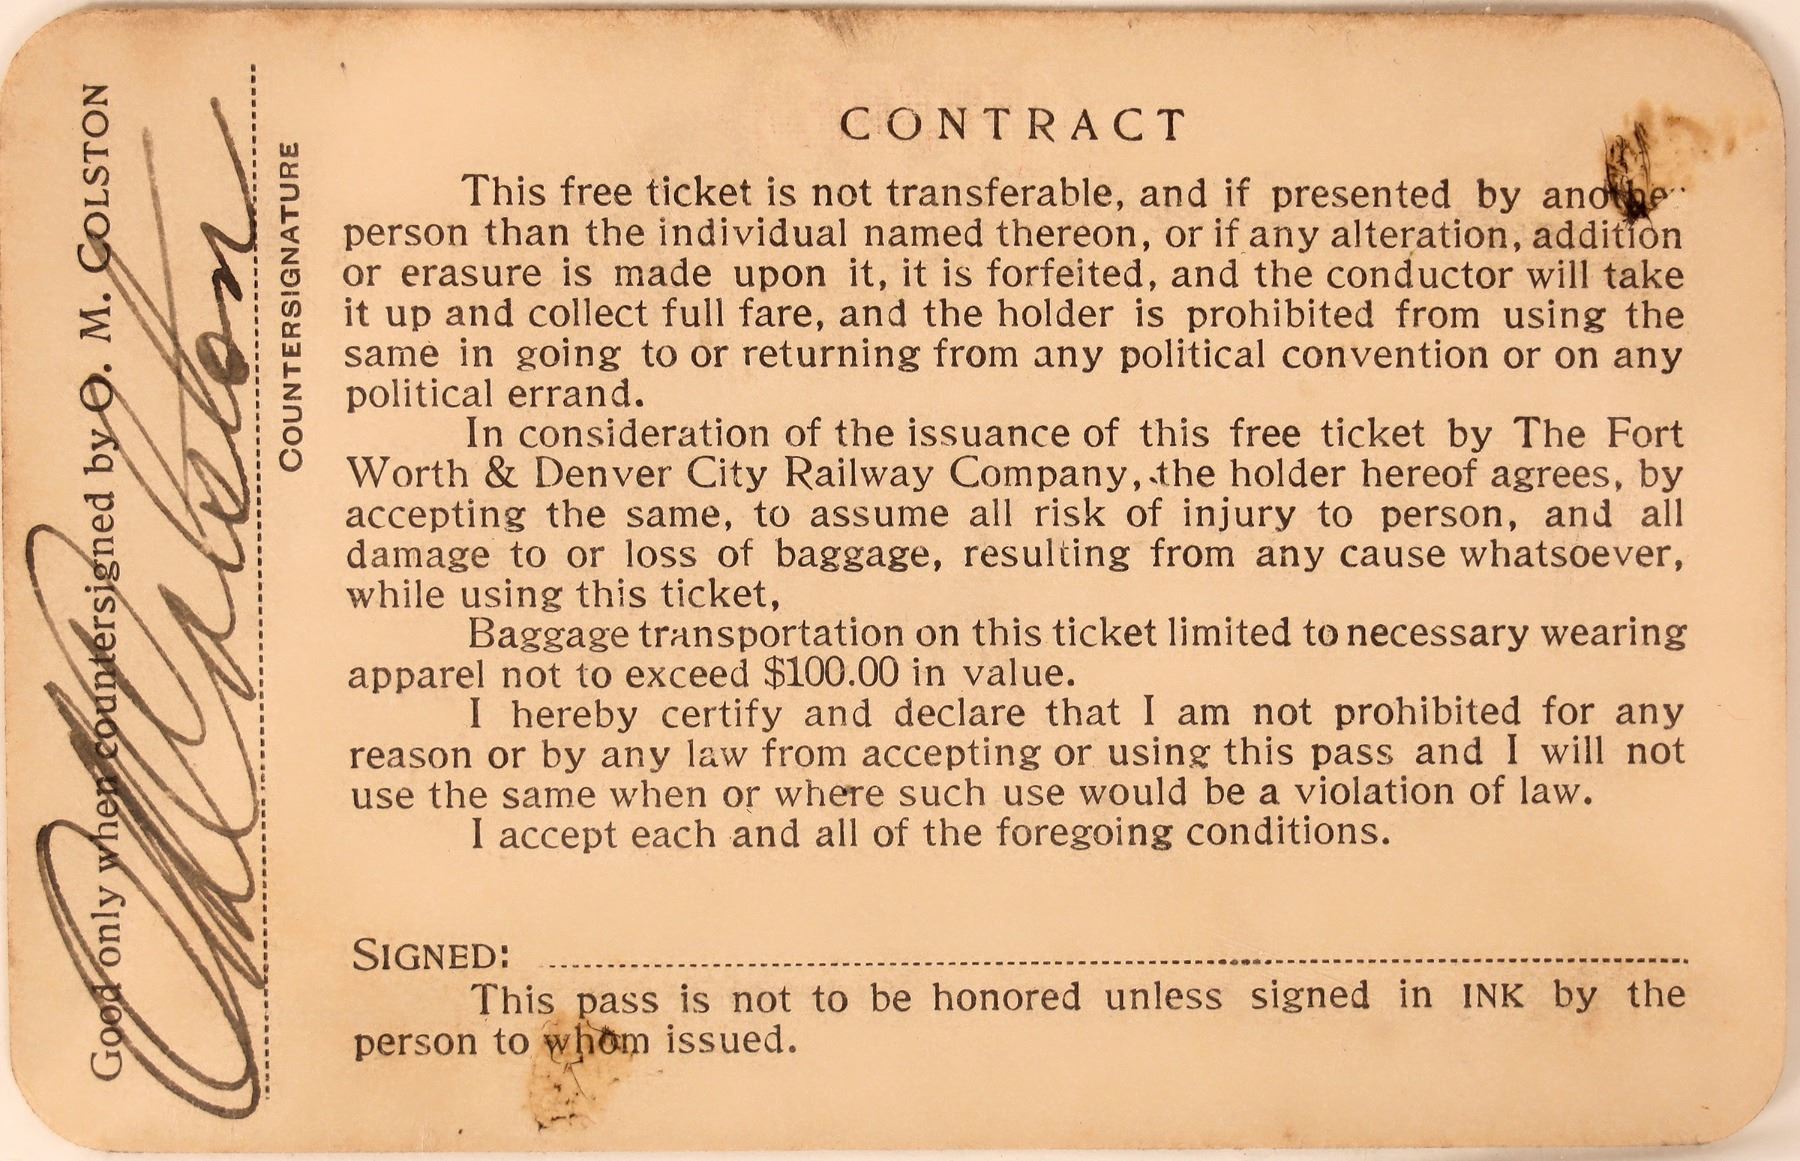 Good only when countersigned by O. M. COLSTON
COUNTERSIGNATURE
CONTRACT
This free ticket is not transferable, and if presented by another
person than the individual named thereon, or if any alteration, addition
or erasure is made upon it, it is forfeited, and the conductor will take
it up and collect full fare, and the holder is prohibited from using the
same in going to or returning from any political convention or on any
political errand.
In consideration of the issuance of this free ticket by The Fort
Worth & Denver City Railway Company, the holder hereof agrees, by
accepting the same, to assume all risk of injury to person, and all
damage to or loss of baggage, resulting from any cause whatsoever,
while using this ticket,
Baggage transportation on this ticket limited to necessary wearing
apparel not to exceed $100.00 in value.
I hereby certify and declare that I am not prohibited for any
reason or by any law from accepting or using this pass and I will not
use the same when or where such use would be a violation of law.
I accept each and all of the foregoing conditions.
SIGNED:
This pass is not to be honored unless signed in INK by the
person to whom issued.